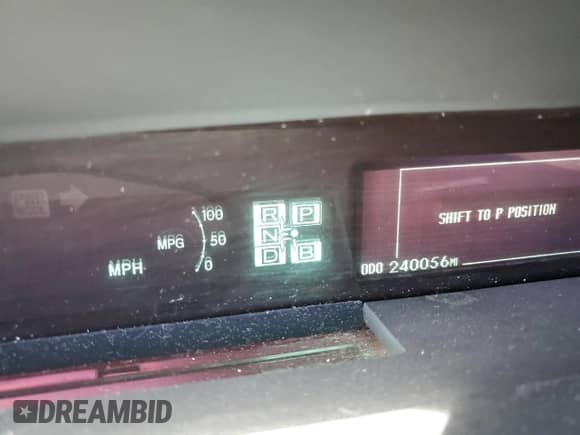 100
MPG 50
MPH 0
R P
N
D B
SHIFT TO P POSITION
ODO 240056MI
DREAMBID